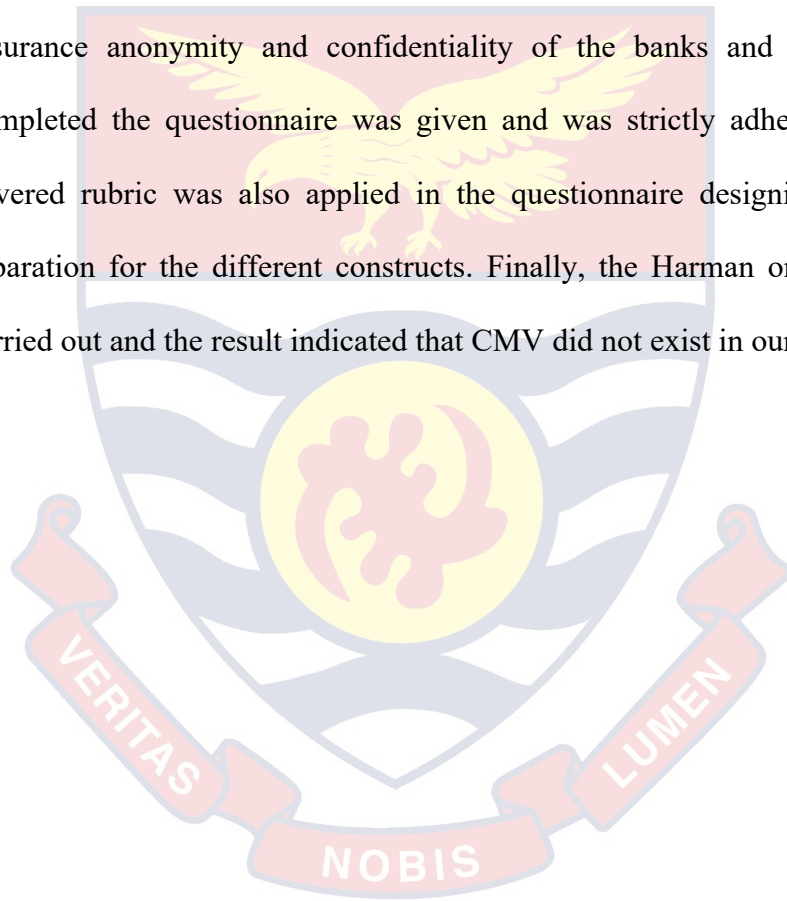 surance anonymity and confidentiality of the banks and
mpleted the questionnaire was given and was strictly adhe
vered rubric was also applied in the questionnaire designi
paration for the different constructs. Finally, the Harman or
rried out and the result indicated that CMV did not exist in our
VERITAS
NOBIS
LUMEN